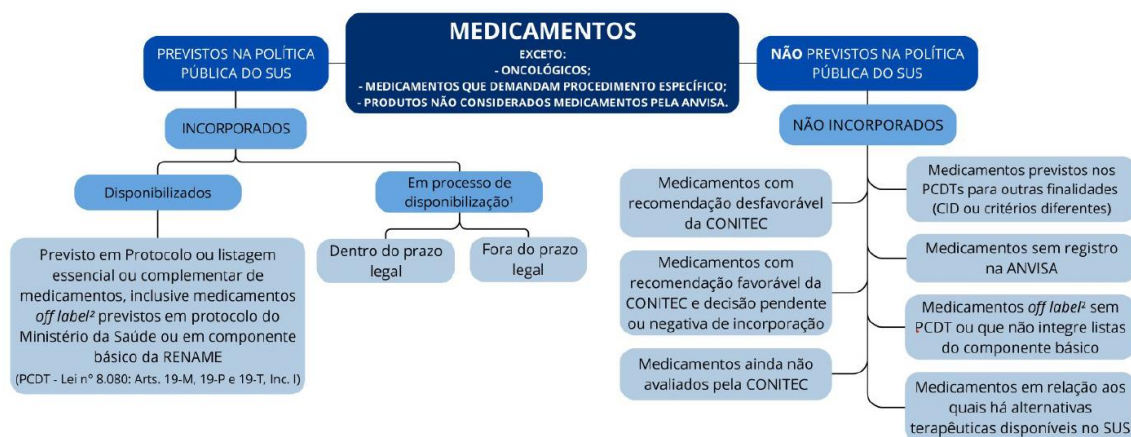 MEDICAMENTOS
EXCETO:
- ONCOLÓGICOS;
- MEDICAMENTOS QUE DEMANDAM PROCEDIMENTO ESPECÍFICO;
- PRODUTOS NÃO CONSIDERADOS MEDICAMENTOS PELA ANVISA.
PREVISTOS NA POLÍTICA
PÚBLICA DO SUS
INCORPORADOS
Disponibilizados
Previsto em Protocolo ou listagem
essencial ou complementar de
medicamentos, inclusive medicamentos
off label² previstos em protocolo do
Ministério da Saúde ou em componente
básico da RENAME
(PCDT - Lei nº 8.080: Arts. 19-M, 19-P e 19-T, Inc. I)
Em processo de
disponibilização¹
Dentro do prazo
legal
Fora do prazo
legal
NÃO PREVISTOS NA POLÍTICA
PÚBLICA DO SUS
NÃO INCORPORADOS
Medicamentos com
recomendação desfavorável
da CONITEC
Medicamentos com
recomendação favorável da
CONITEC e decisão pendente
ou negativa de incorporação
Medicamentos ainda não
avaliados pela CONITEC
Medicamentos previstos nos
PCDTs para outras finalidades
(CID ou critérios diferentes)
Medicamentos sem registro
na ANVISA
Medicamentos off label² sem
PCDT ou que não integre listas
do componente básico
Medicamentos em relação aos
quais há alternativas
terapêuticas disponíveis no SUS